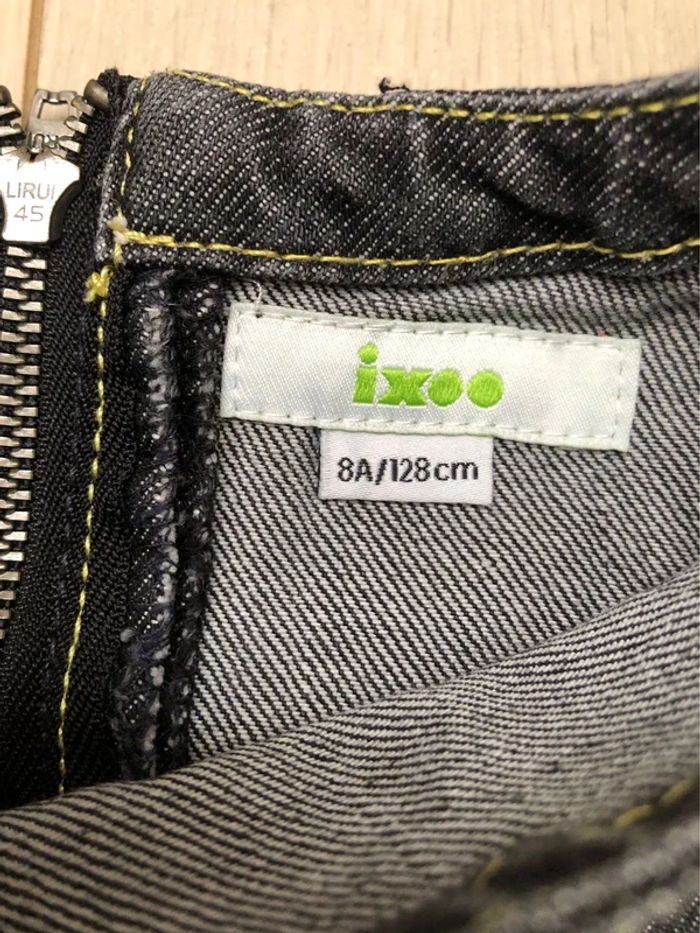 LIRUI
45
ixoo
8A/128cm